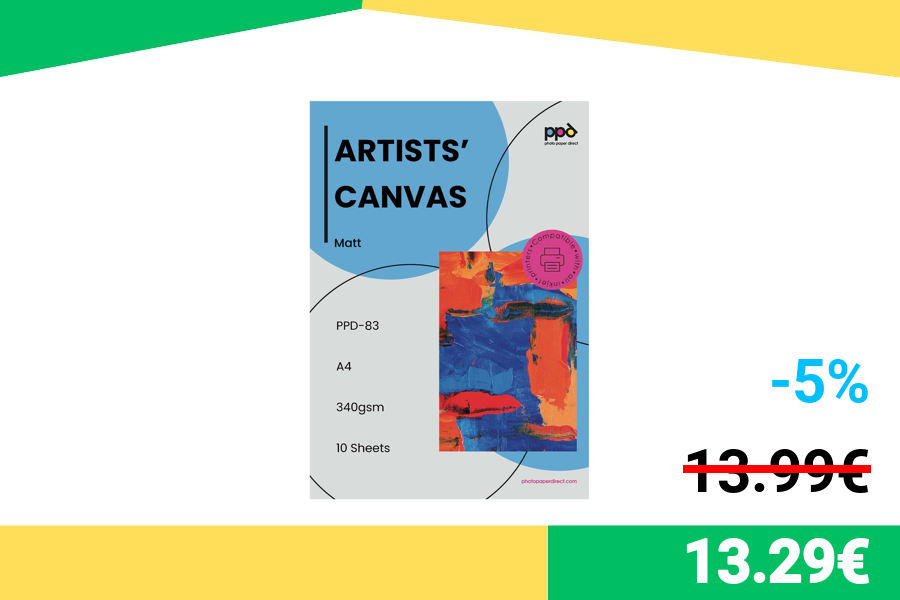 ARTISTS’
CANVAS
Matt
ppd
photo paper direct
Compatible • with • all • inkjet • printers •
PPD-83
A4
340gsm
10 Sheets
photopaperdirect.com
-5%
13.99€
13.29€